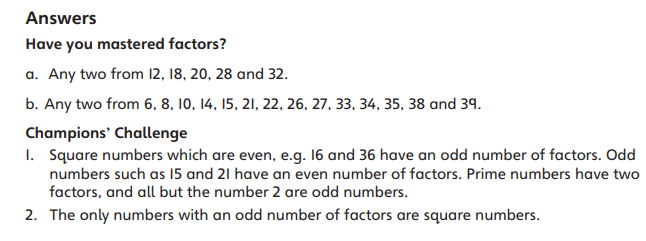 Answers
Have you mastered factors?
a. Any two from 12, 18, 20, 28 and 32.
b. Any two from 6, 8, 10, 14, 15, 21, 22, 26, 27, 33, 34, 35, 38 and 39.
Champions' Challenge
1. Square numbers which are even, e.g. 16 and 36 have an odd number of factors. Odd
numbers such as 15 and 21 have an even number of factors. Prime numbers have two
factors, and all but the number 2 are odd numbers.
2. The only numbers with an odd number of factors are square numbers.